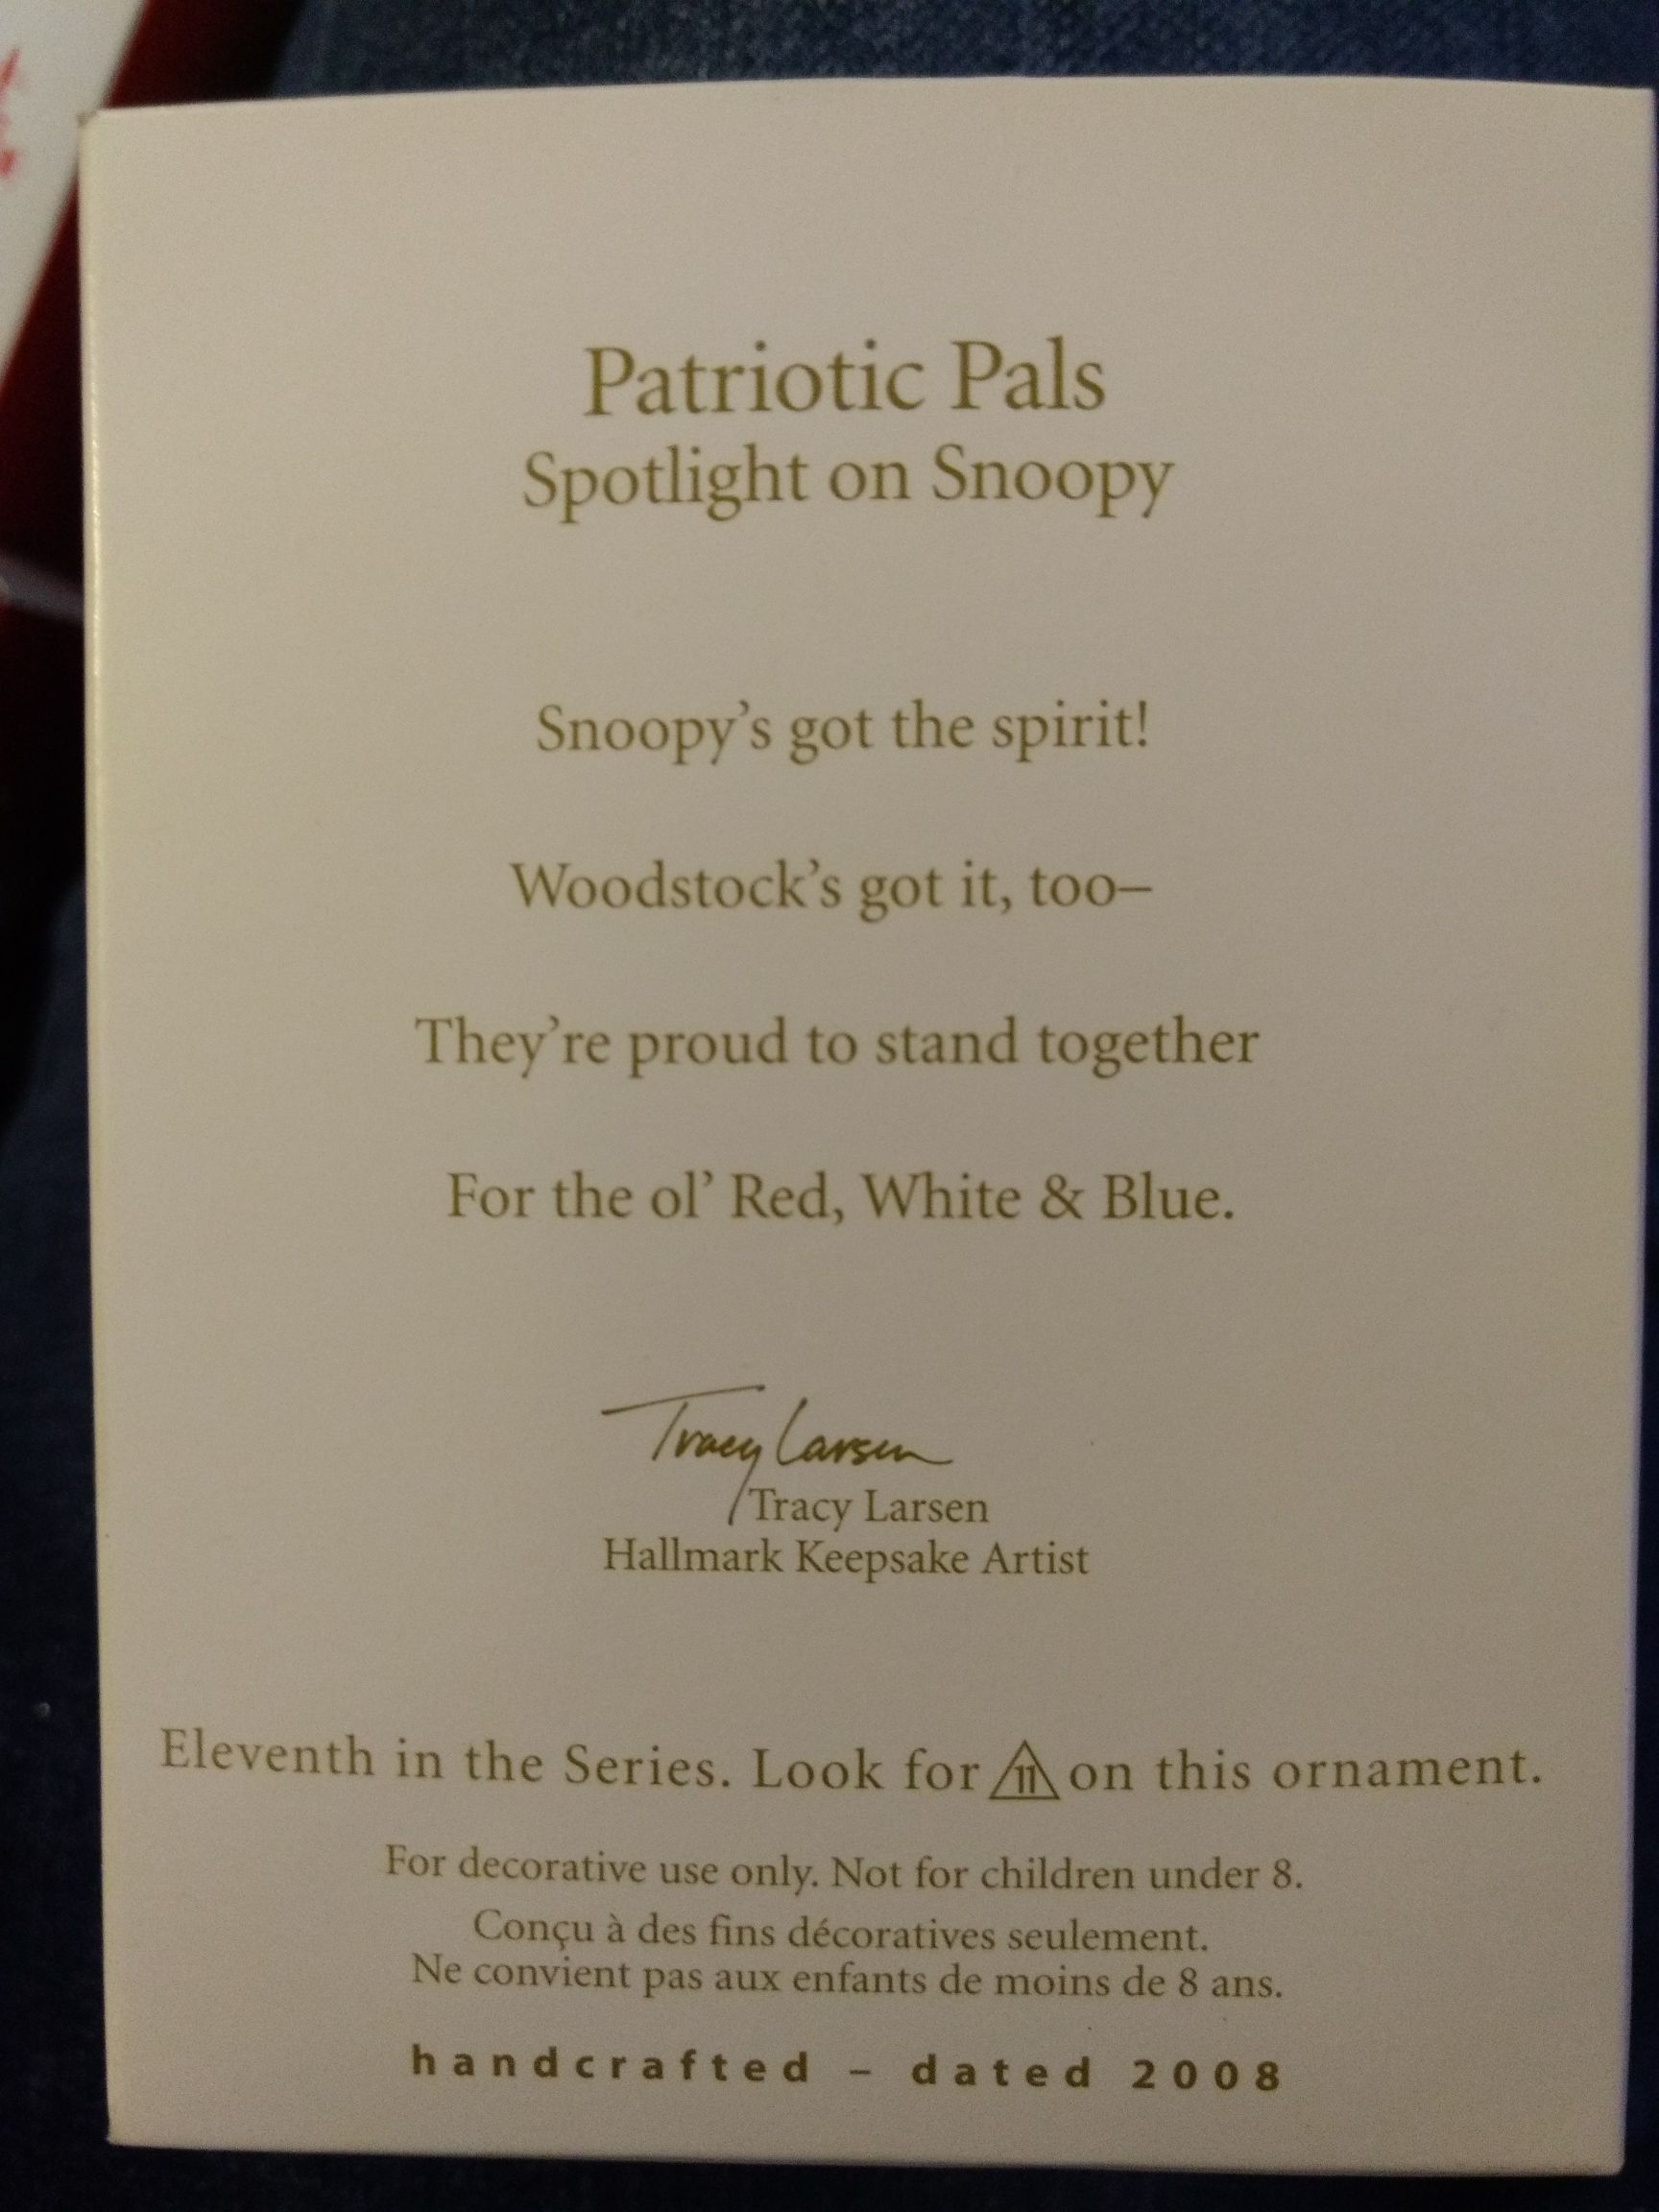 Patriotic Pals
Spotlight on Snoopy
Snoopy's got the spirit!
Woodstock's got it, too–
They're proud to stand together
For the ol' Red, White & Blue.
Tracy Larsen
Tracy Larsen
Hallmark Keepsake Artist
Eleventh in the Series. Look for 11 on this ornament.
For decorative use only. Not for children under 8.
Conçu à des fins décoratives seulement.
Ne convient pas aux enfants de moins de 8 ans.
handcrafted – dated 2008